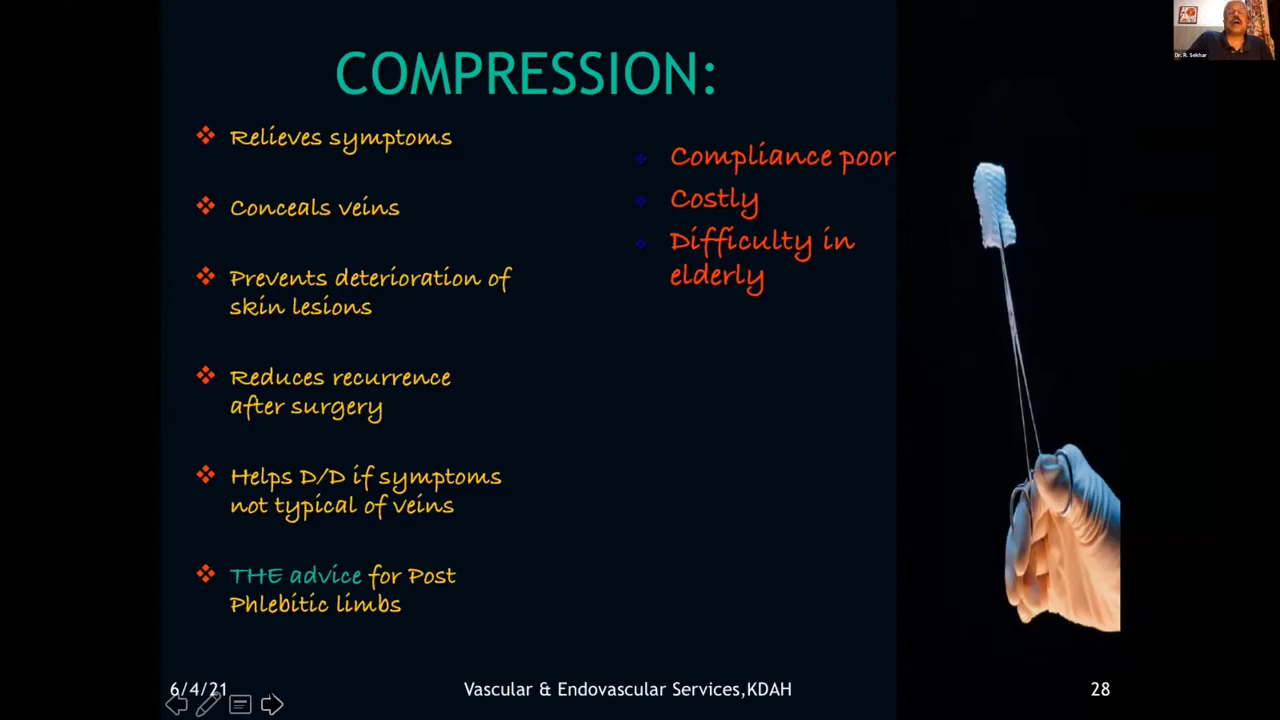 COMPRESSION:
Relieves symptoms
Conceals veins
Prevents deterioration of
skin lesions
Reduces recurrence
after surgery
Helps D/D if symptoms
not typical of veins
THE advice for Post
Phlebitic limbs
Compliance poor
Costly
Difficulty in
elderly
Dr. R. Sekhar
6/4/21
Vascular & Endovascular Services,KDAH
28